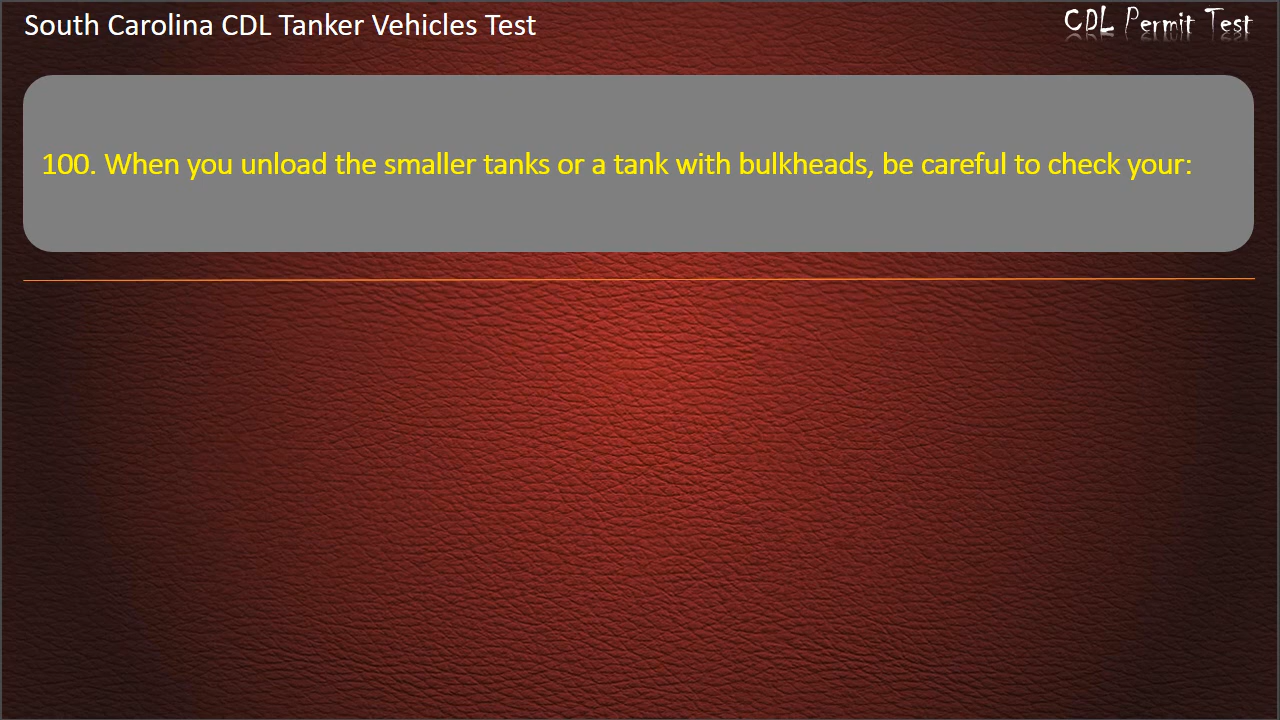 South Carolina CDL Tanker Vehicles Test
CDL Permit Test
100. When you unload the smaller tanks or a tank with bulkheads, be careful to check your: